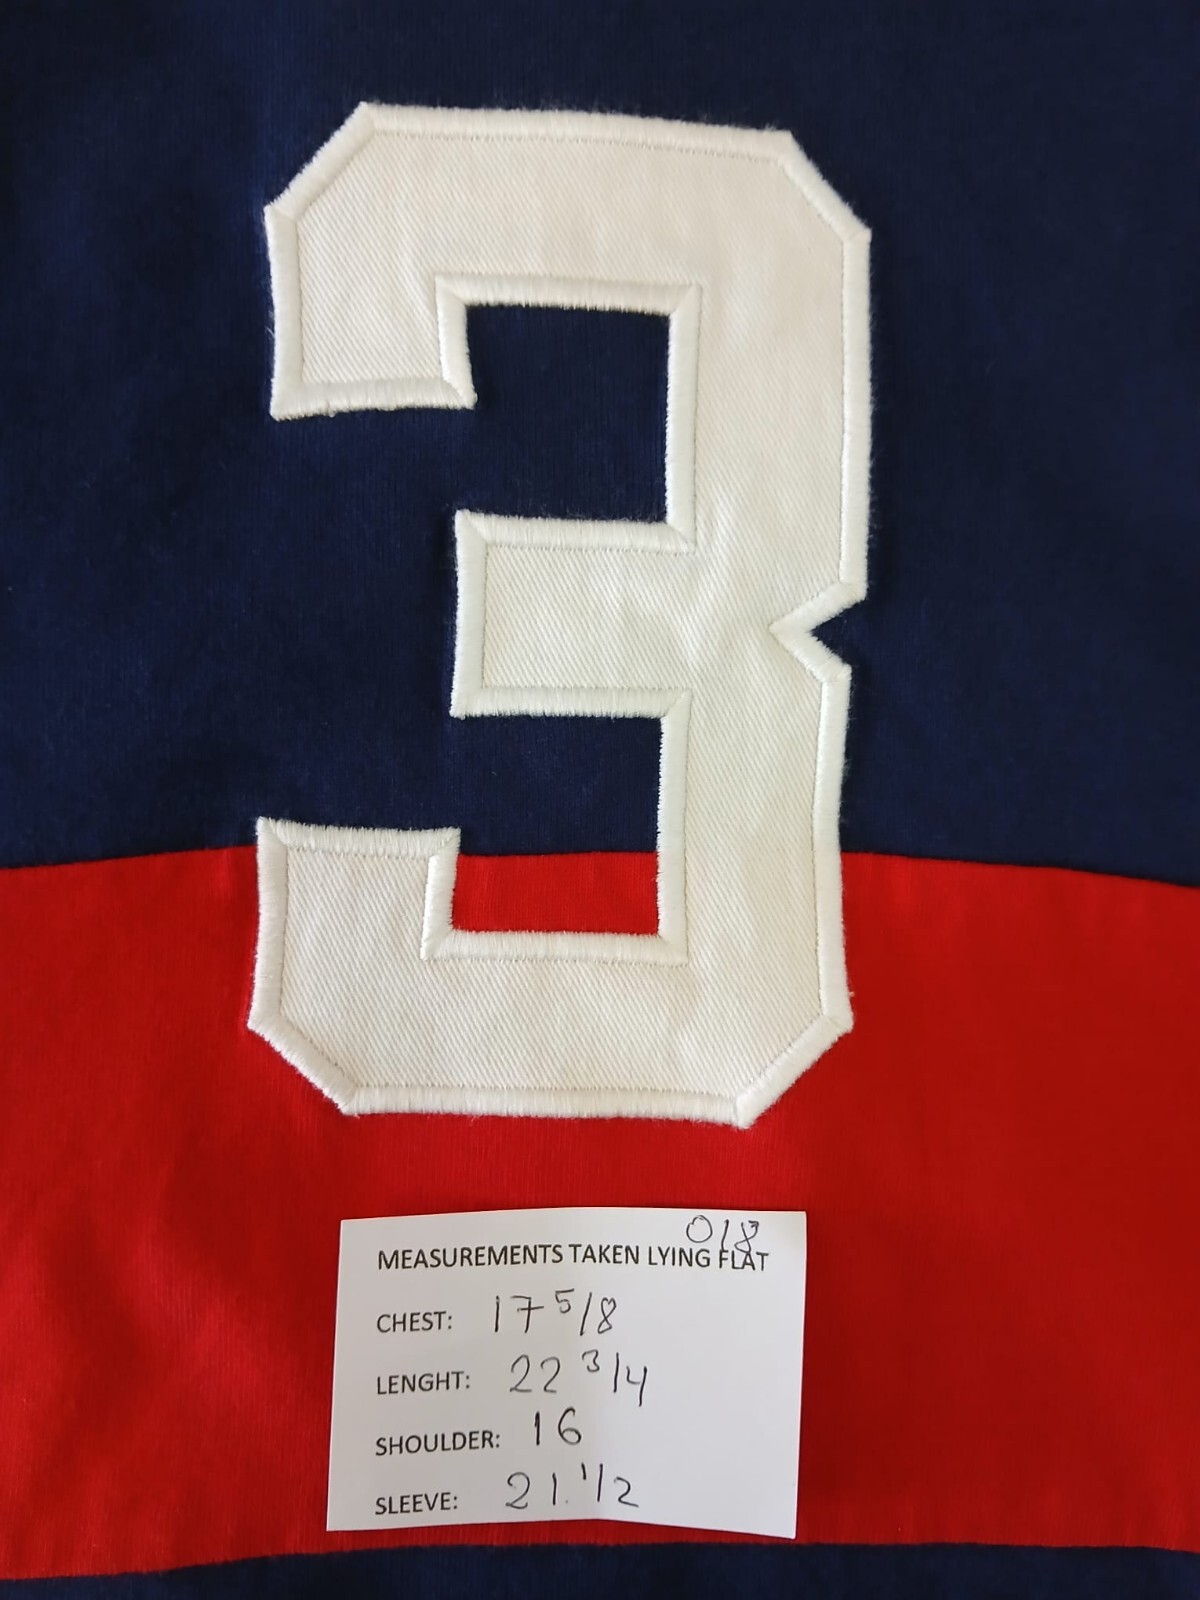 3
018
MEASUREMENTS TAKEN LYING FLAT
CHEST: 17 5/8
LENGHT: 22 3/4
SHOULDER: 16
SLEEVE: 21. 1/2